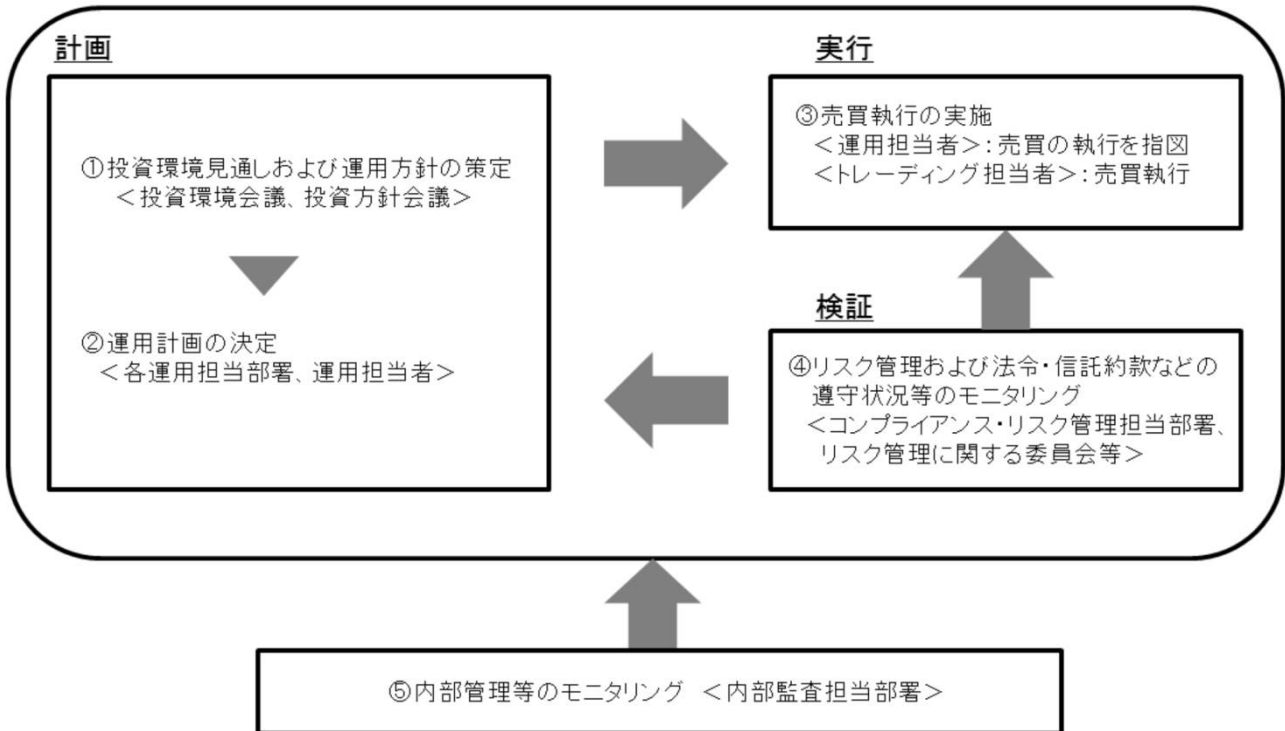 計画
①投資環境見通しおよび運用方針の策定
<投資環境会議、投資方針会議>
②運用計画の決定
<各運用担当部署、運用担当者>
実行
③売買執行の実施
<運用担当者>:売買の執行を指図
<トレーディング担当者>:売買執行
検証
④リスク管理および法令・信託約款などの
遵守状況等のモニタリング
<コンプライアンス・リスク管理担当部署、
リスク管理に関する委員会等>
⑤内部管理等のモニタリング <内部監査担当部署>